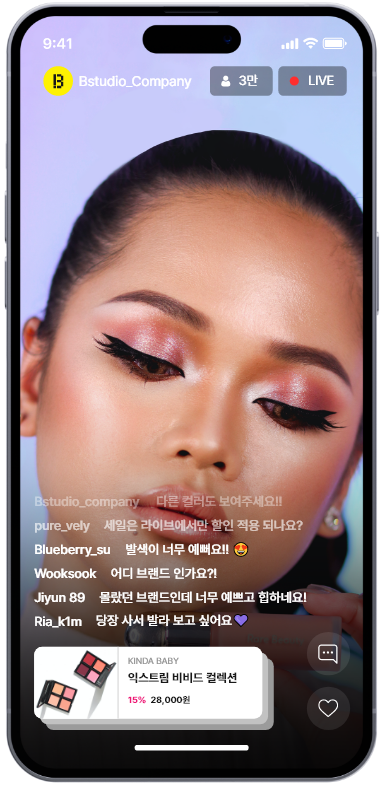 9:41
B Bstudio_Company 3만 LIVE
Bstudio_company 다른 컬러도 보여주세요!!
pure_vely 세일은 라이브에서만 할인 적용 되나요?
Blueberry_su 발색이 너무 예뻐요!! 😍
Wooksook 어디 브랜드 인가요?!
Jiyun 89 몰랐던 브랜드인데 너무 예쁘고 힙하네요!
Ria_k1m 당장 사서 발라 보고 싶어요 💜
KINDA BABY
익스트림 비비드 컬렉션
15% 28,000원